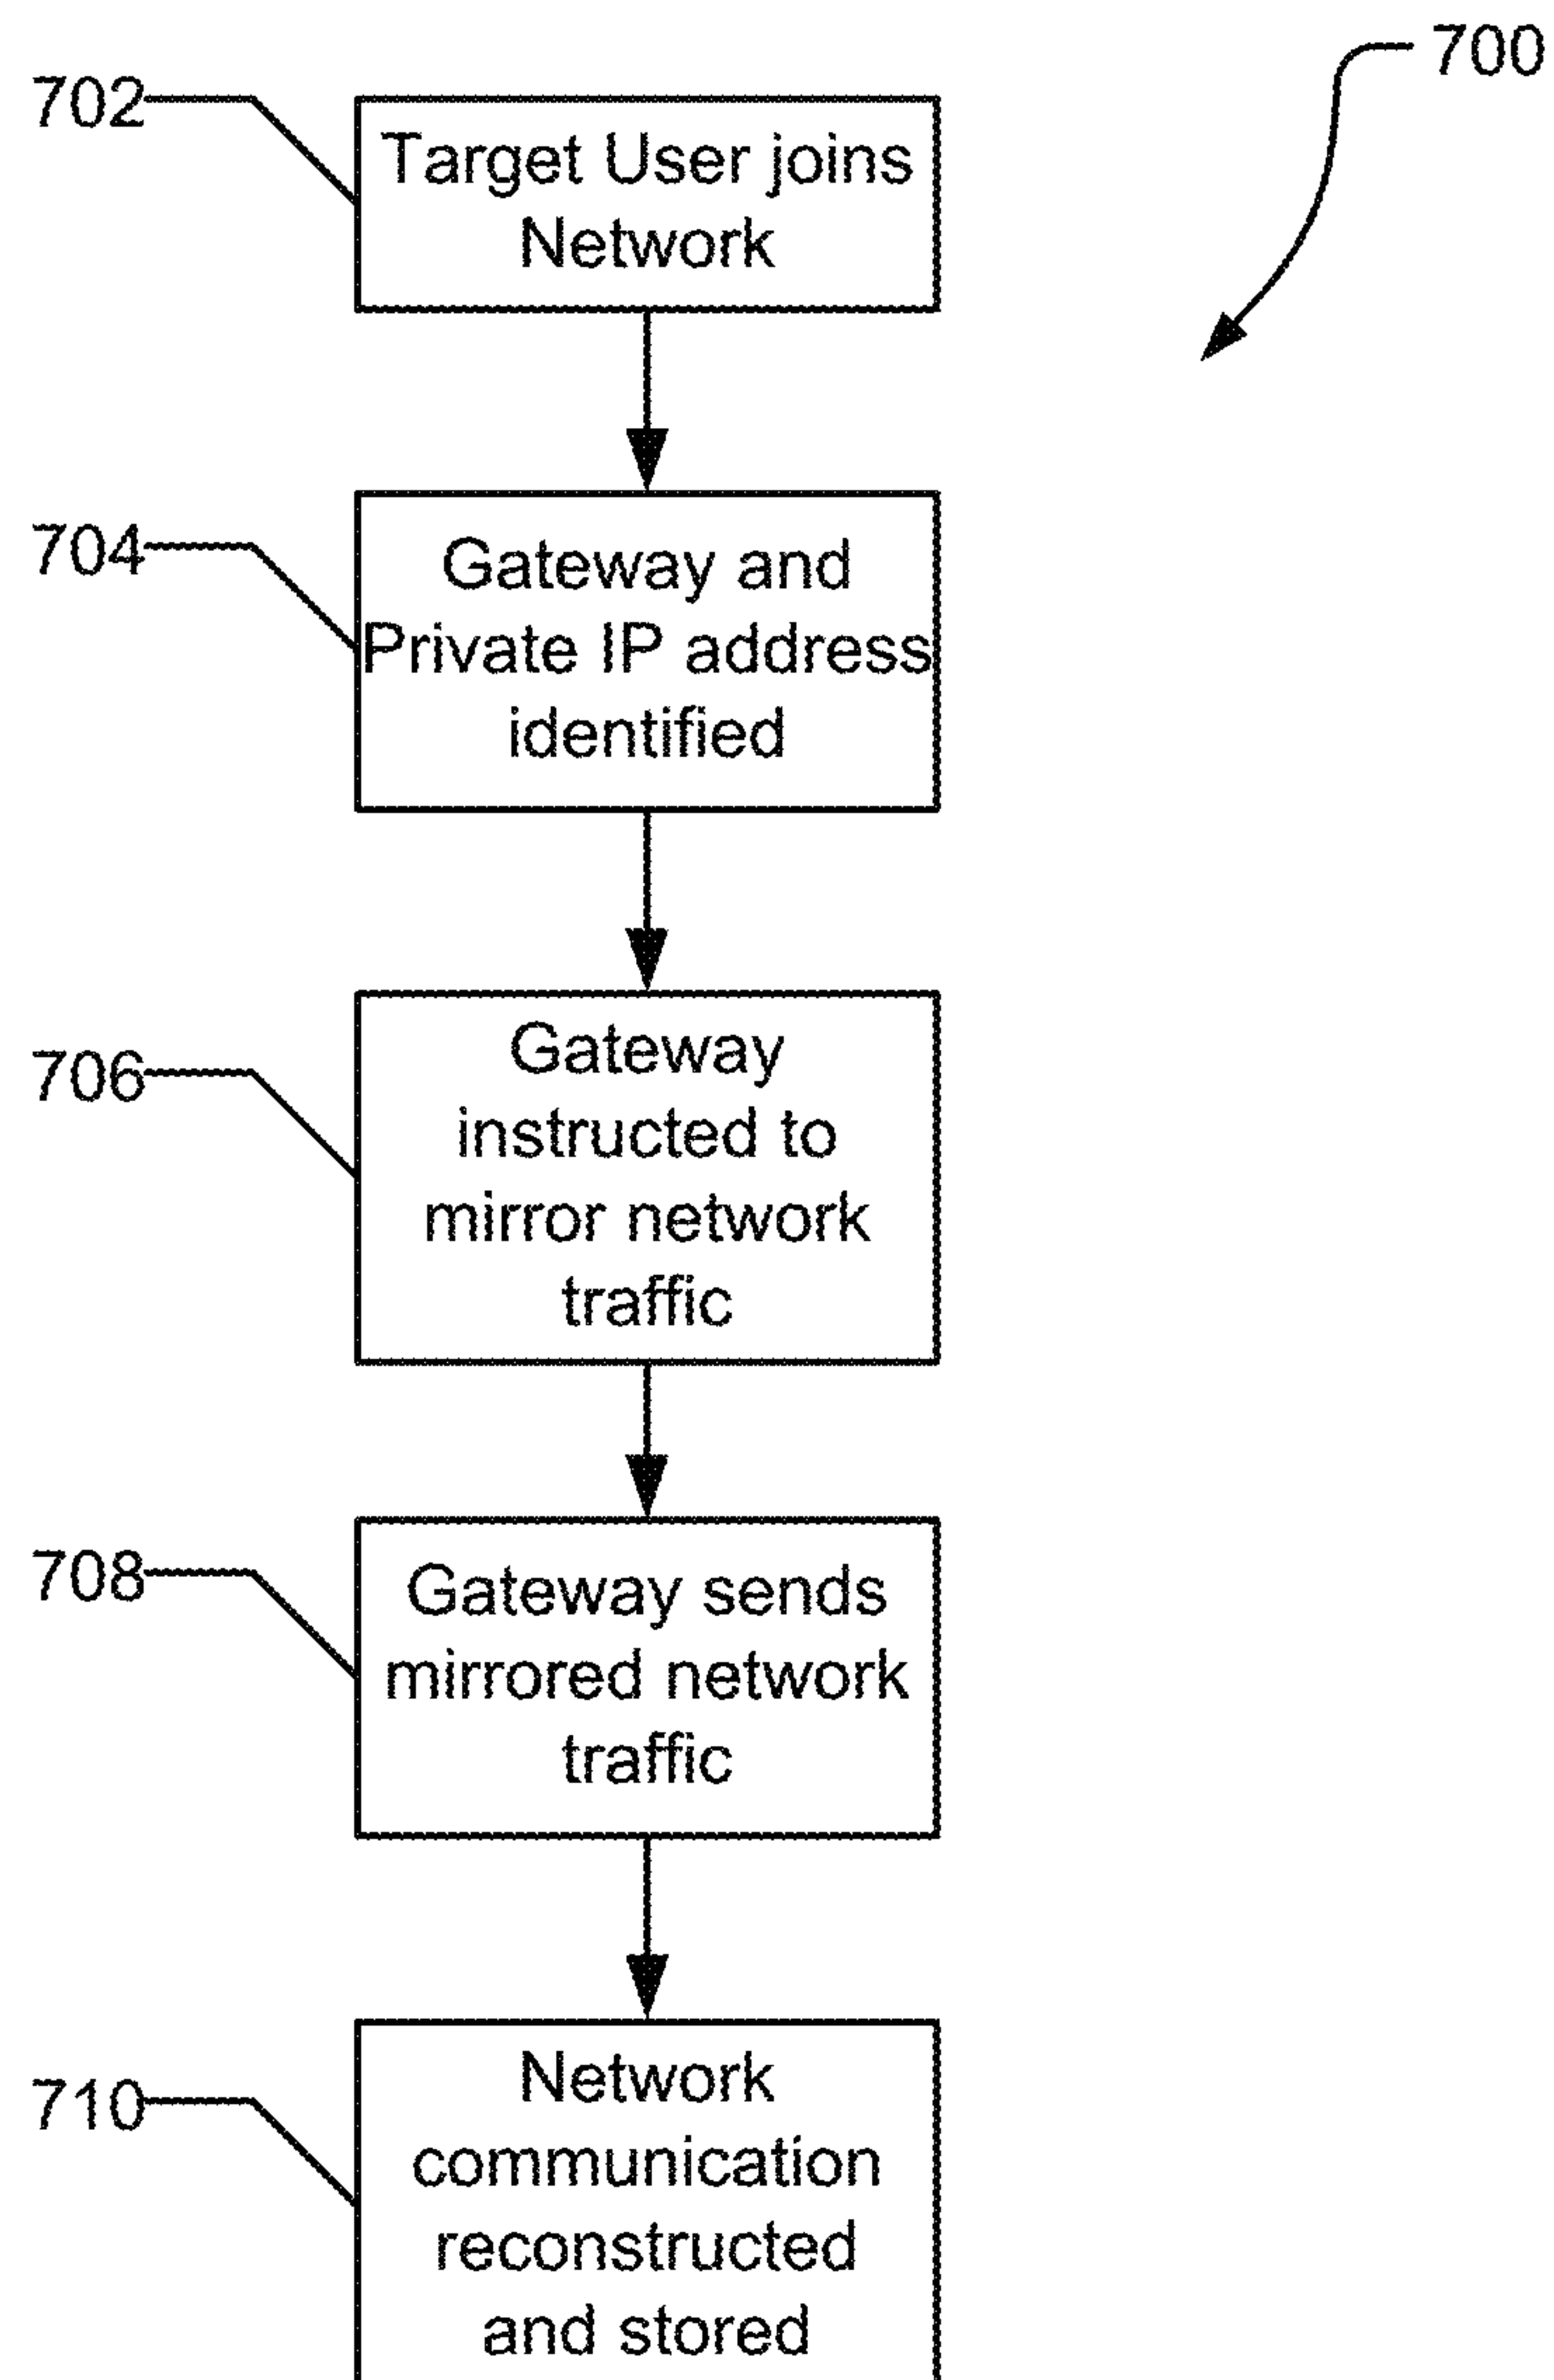 700
702
Target User joins
Network
704
Gateway and
Private IP address
identified
706
Gateway
instructed to
mirror network
traffic
708
Gateway sends
mirrored network
traffic
710
Network
communication
reconstructed
and stored